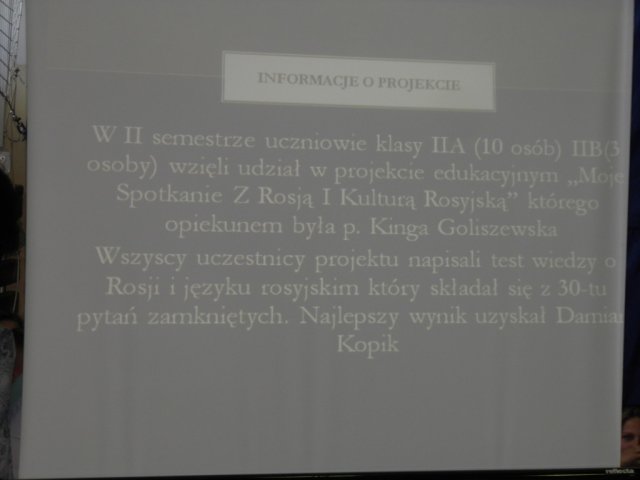 INFORMACJE O PROJEKCIE
W II semestrze uczniowie klasy IIA (10 osób) IIB(3
osoby) wzięli udział w projekcie edukacyjnym „Moje
Spotkanie Z Rosją I Kulturą Rosyjską” którego
opiekunem była p. Kinga Goliszewska
Wszyscy uczestnicy projektu napisali test wiedzy o
Rosji i języku rosyjskim który składał się z 30-tu
pytań zamkniętych. Najlepszy wynik uzyskał Damian
Kopik